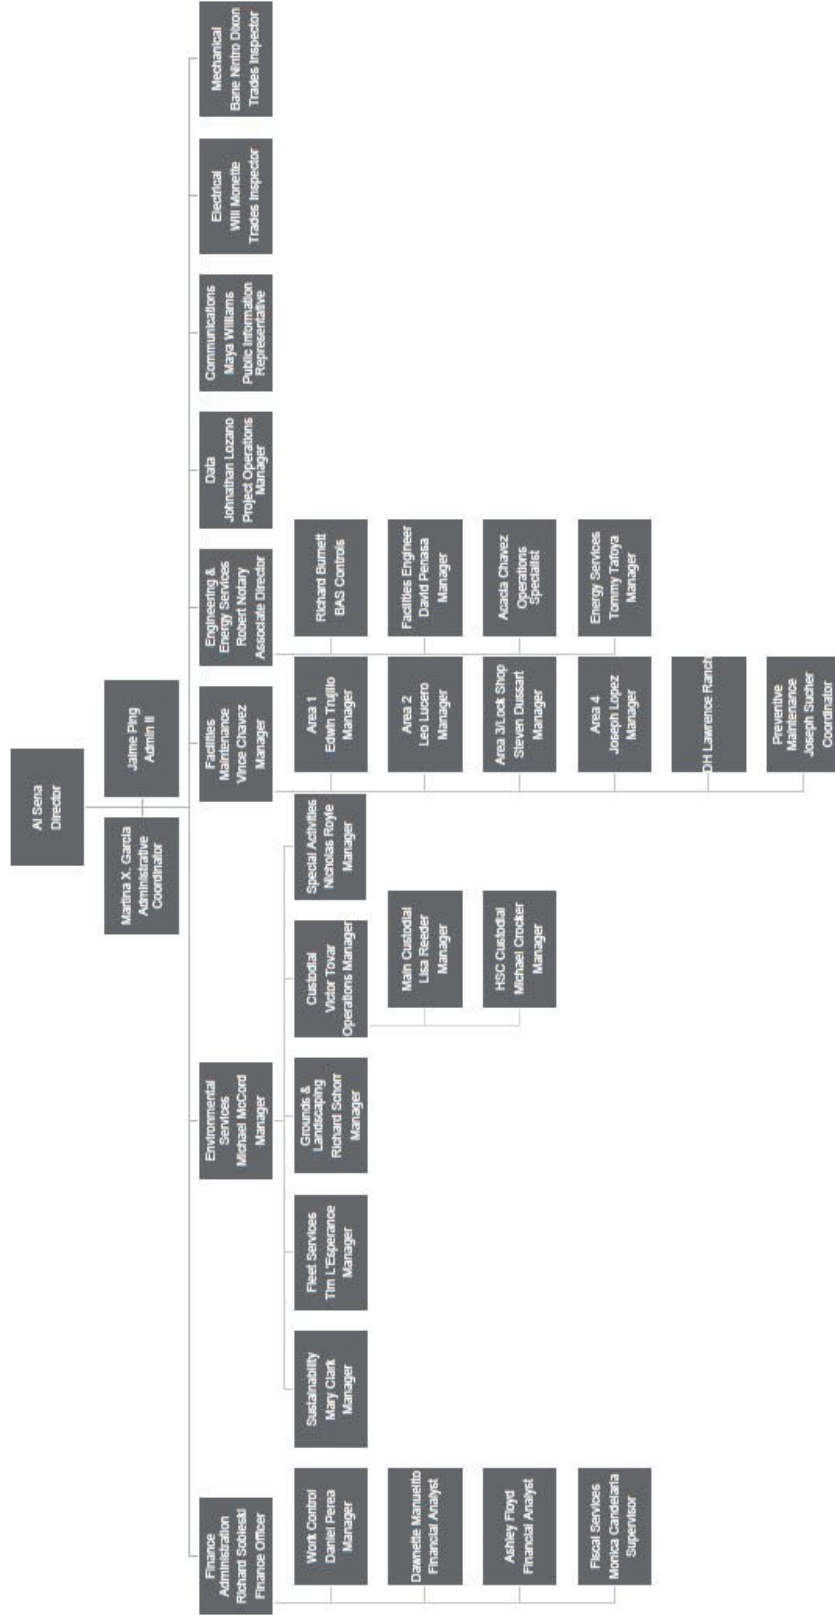 Al Sena
Director
Martina X. Garcia
Administrative
Coordinator
Jaime Ping
Admin II
Finance
Administration
Richard Sobieski
Finance Officer
Environmental
Services
Michael McCord
Manager
Facilities
Maintenance
Vince Chavez
Manager
Engineering &
Energy Services
Robert Notary
Associate Director
Data
Johnathan Lozano
Project Operations
Manager
Communications
Maya Williams
Public Information
Representative
Electrical
Will Monette
Trades Inspector
Mechanical
Bane Nintro Dixon
Trades Inspector
Work Control
Daniel Perea
Manager
Dawnette Manuelito
Financial Analyst
Ashley Floyd
Financial Analyst
Fiscal Services
Monica Candelaria
Supervisor
Sustainability
Mary Clark
Manager
Fleet Services
Tim L'Esperance
Manager
Grounds &
Landscaping
Richard Schorr
Manager
Custodial
Victor Tovar
Operations Manager
Special Activities
Nicholas Royle
Manager
Main Custodial
Lisa Reeder
Manager
HSC Custodial
Michael Crocker
Manager
Area 1
Edwin Trujillo
Manager
Area 2
Leo Lucero
Manager
Area 3/Lock Shop
Steven Dussart
Manager
Area 4
Joseph Lopez
Manager
DH Lawrence Ranch
Preventive
Maintenance
Joseph Sucher
Coordinator
Richard Burnett
BAS Controls
Facilities Engineer
David Penasa
Manager
Acacia Chavez
Operations
Specialist
Energy Services
Tommy Tafoya
Manager